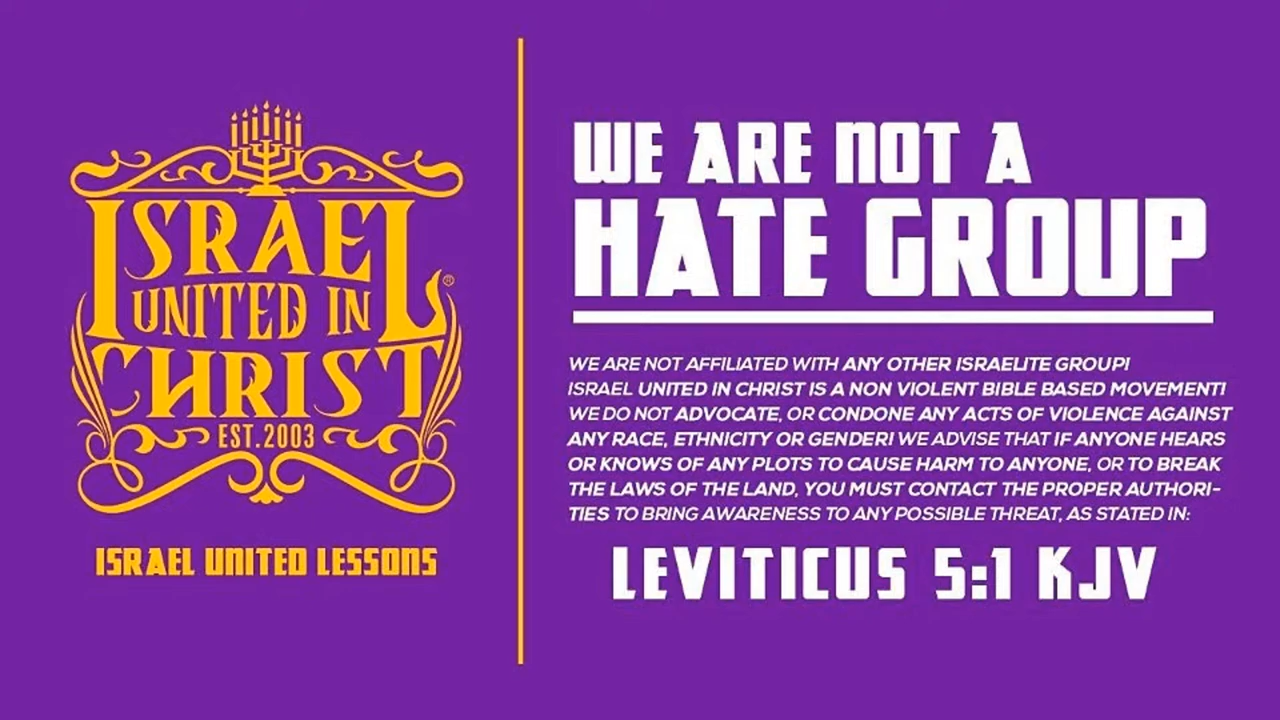 ISRAEL
UNITED IN
CHRIST
®
EST.2003
ISRAEL UNITED LESSONS
WE ARE NOT A
HATE GROUP
WE ARE NOT AFFILIATED WITH ANY OTHER ISRAELITE GROUP!
ISRAEL UNITED IN CHRIST IS A NON VIOLENT BIBLE BASED MOVEMENT!
WE DO NOT ADVOCATE, OR CONDONE ANY ACTS OF VIOLENCE AGAINST
ANY RACE, ETHNICITY OR GENDER! WE ADVISE THAT IF ANYONE HEARS
OR KNOWS OF ANY PLOTS TO CAUSE HARM TO ANYONE, OR TO BREAK
THE LAWS OF THE LAND, YOU MUST CONTACT THE PROPER AUTHORI-
TIES TO BRING AWARENESS TO ANY POSSIBLE THREAT, AS STATED IN:
LEVITICUS 5:1 KJV